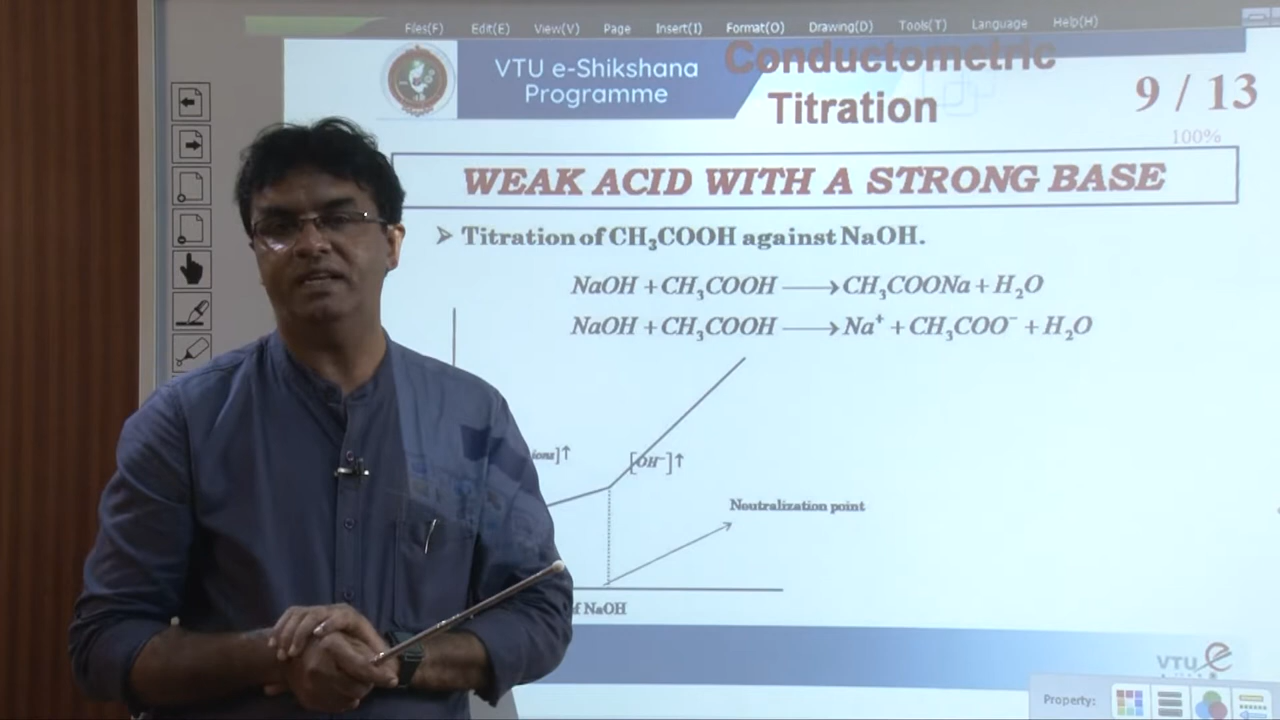 Files(F) Edit(E) View(V) Page Insert(I) Format(O) Drawing(D) Tools(T) Language Help(H)
VTU e-Shikshana
Programme
Conductometric
Titration
9 / 13
100%
WEAK ACID WITH A STRONG BASE
➢ Titration of CH₃COOH against NaOH.
NaOH + CH₃COOH ⟶ CH₃COONa + H₂O
NaOH + CH₃COOH ⟶ Na⁺ + CH₃COO⁻ + H₂O
ions]↑
[OH⁻]↑
Neutralization point
f NaOH
VTU e
Property: